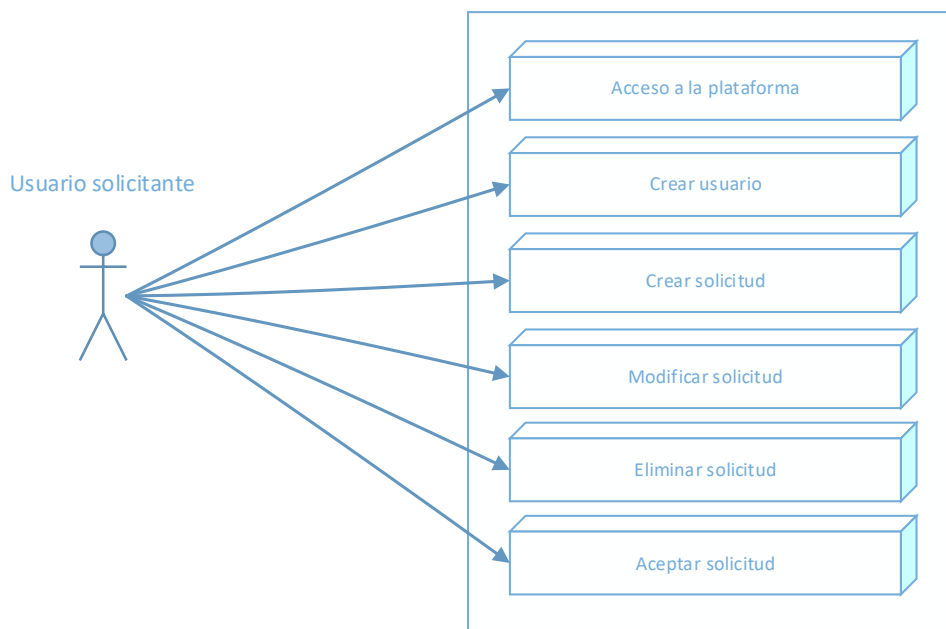 Usuario solicitante
Acceso a la plataforma
Crear usuario
Crear solicitud
Modificar solicitud
Eliminar solicitud
Aceptar solicitud